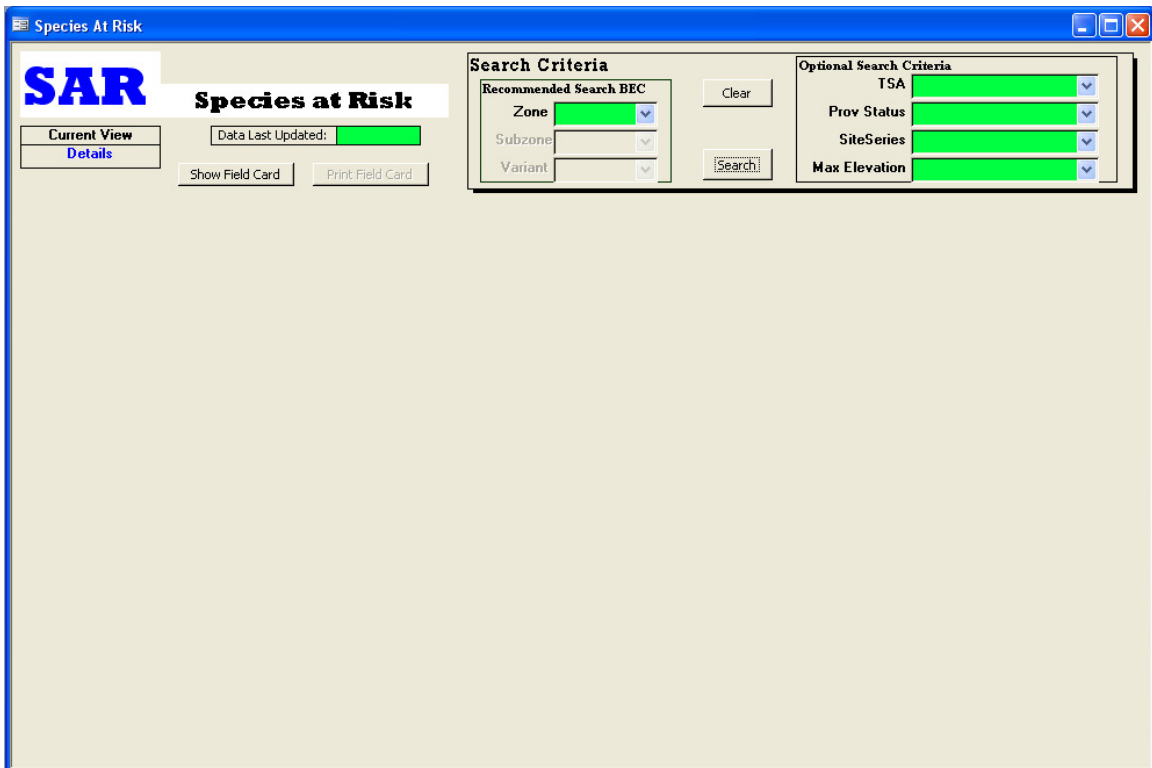 Species At Risk
SAR
Species at Risk
Current View
Details
Data Last Updated:
Show Field Card
Print Field Card
Search Criteria
Recommended Search BEC
Zone
Subzone
Variant
Clear
Search
Optional Search Criteria
TSA
Prov Status
SiteSeries
Max Elevation